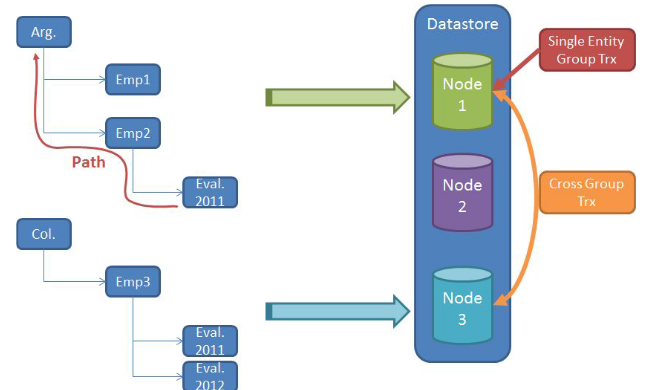 Arg.
Emp1
Emp2
Path
Eval.
2011
Col.
Emp3
Eval.
2011
Eval.
2012
Datastore
Node
1
Node
2
Node
3
Single Entity
Group Trx
Cross Group
Trx